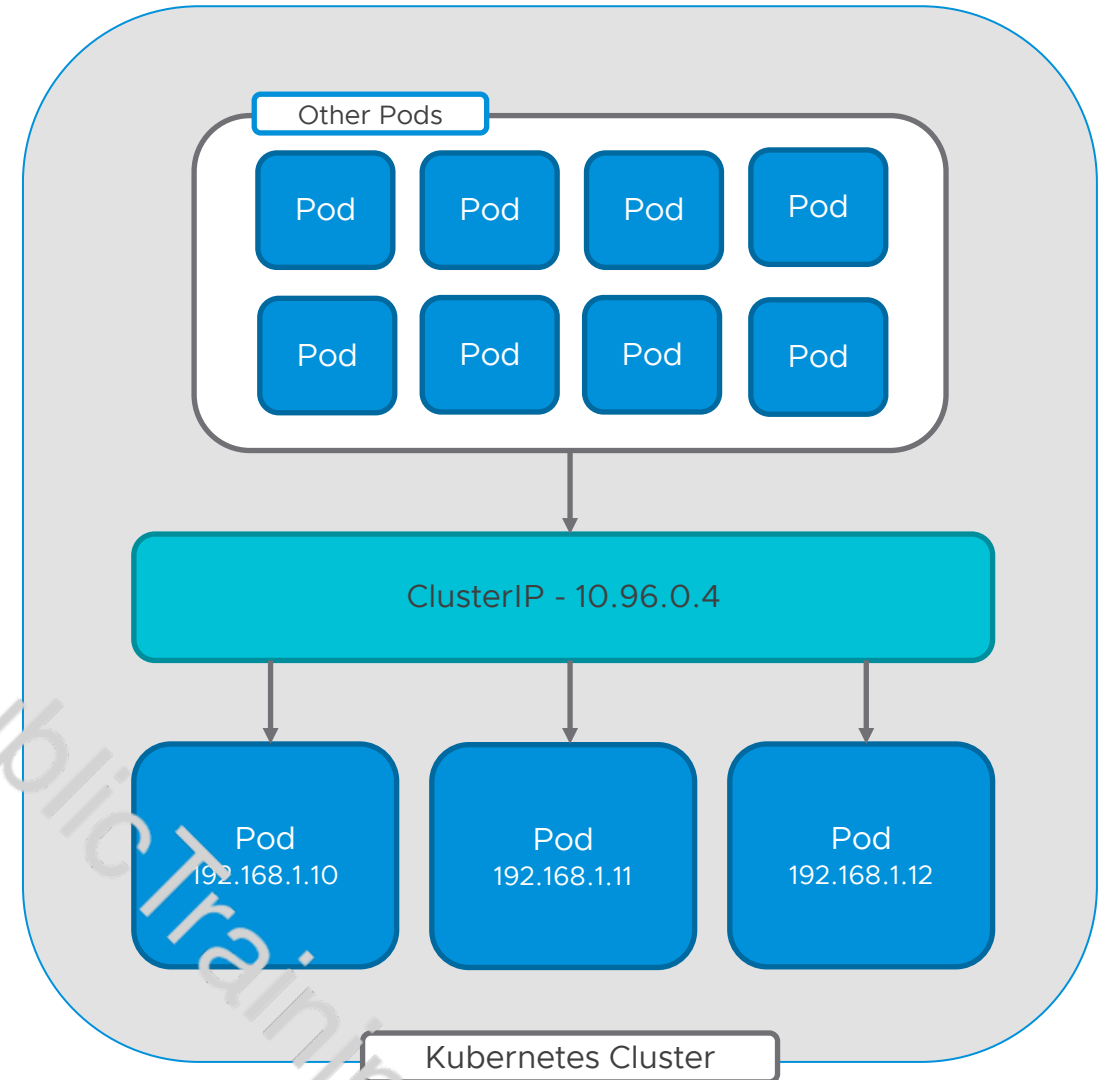 Other Pods
Pod Pod Pod Pod
Pod Pod Pod Pod
ClusterIP - 10.96.0.4
Pod Pod Pod
192.168.1.10 192.168.1.11 192.168.1.12
Kubernetes Cluster